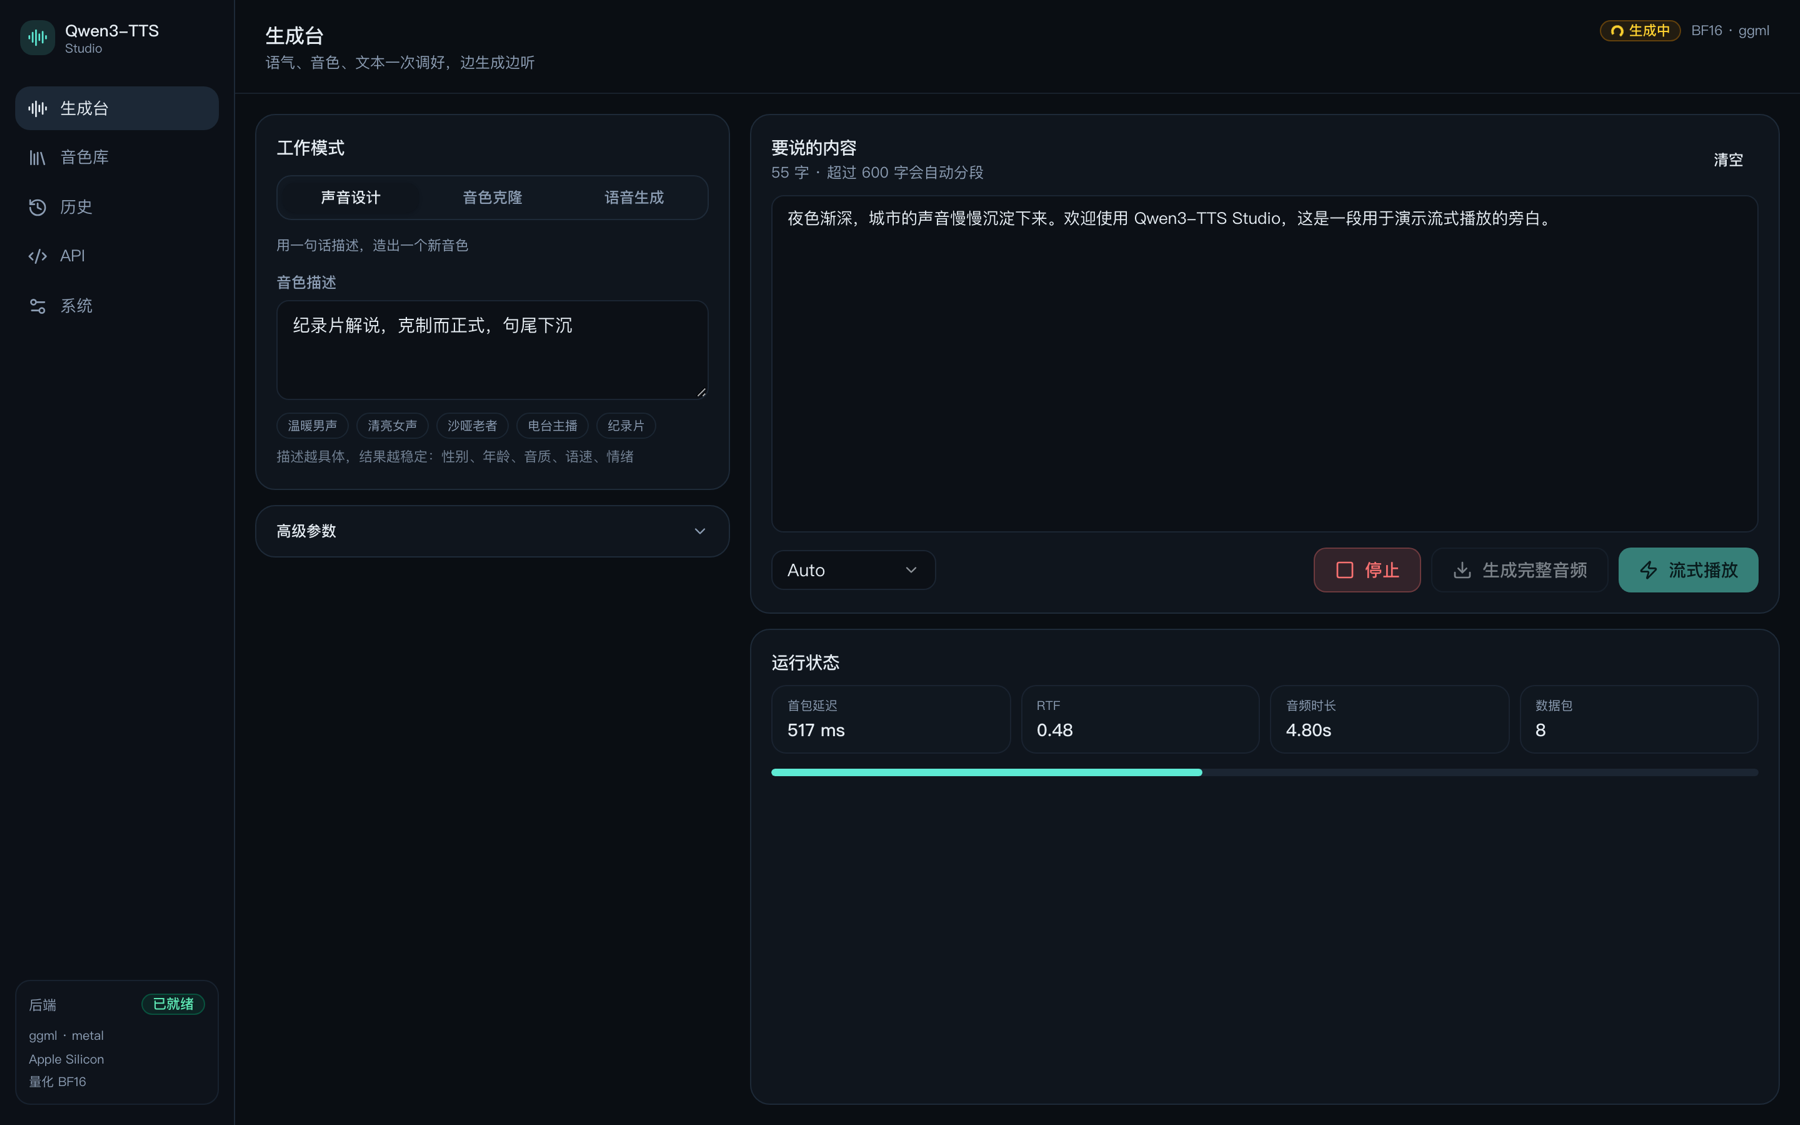 Qwen3-TTS
Studio
生成台
音色库
历史
API
系统
后端
已就绪
ggml · metal
Apple Silicon
量化 BF16
生成台
语气、音色、文本一次调好，边生成边听
生成中
BF16 · ggml
工作模式
声音设计
音色克隆
语音生成
用一句话描述，造出一个新音色
音色描述
纪录片解说，克制而正式，句尾下沉
温暖男声
清亮女声
沙哑老者
电台主播
纪录片
描述越具体，结果越稳定：性别、年龄、音质、语速、情绪
高级参数
要说的内容
55 字 · 超过 600 字会自动分段
清空
夜色渐深，城市的声音慢慢沉淀下来。欢迎使用 Qwen3-TTS Studio，这是一段用于演示流式播放的旁白。
Auto
停止
生成完整音频
流式播放
运行状态
首包延迟
517 ms
RTF
0.48
音频时长
4.80s
数据包
8